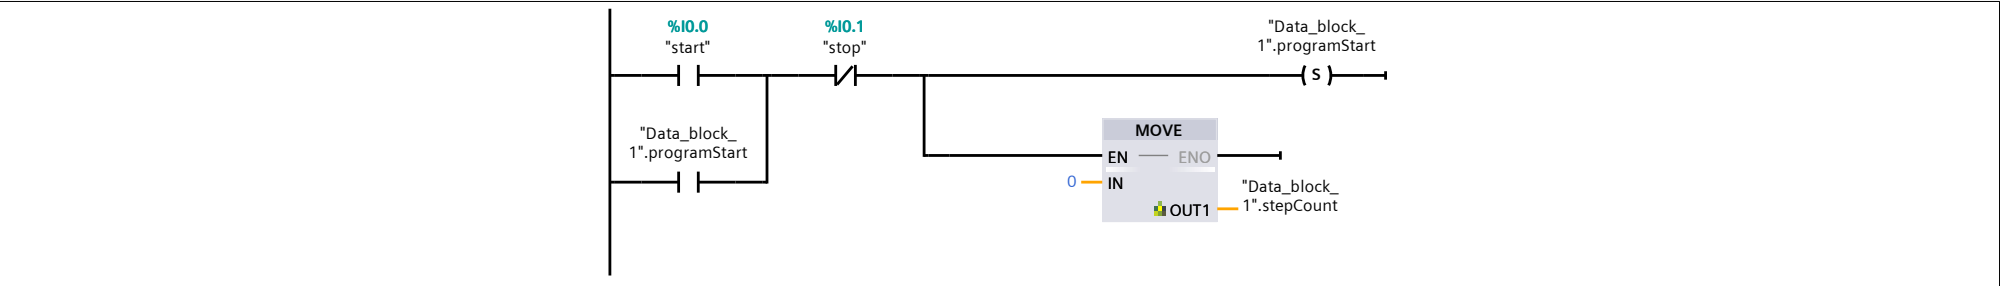 %I0.0
"start"
%I0.1
"stop"
"Data_block_
1".programStart
S
"Data_block_
1".programStart
MOVE
EN ENO
0 IN
OUT1
"Data_block_
1".stepCount